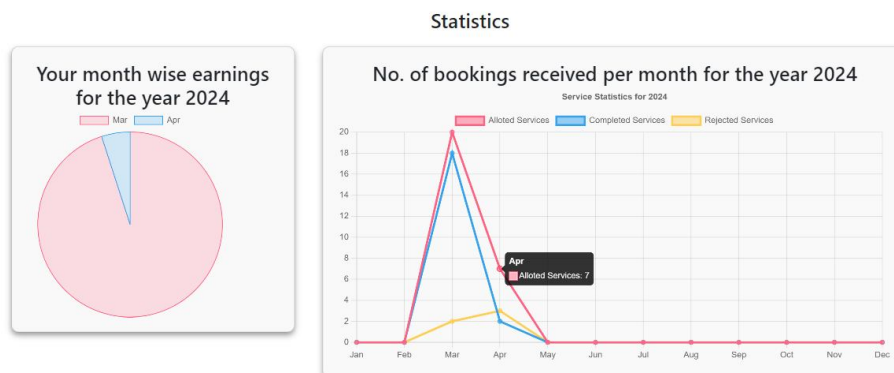 Statistics
Your month wise earnings
for the year 2024
Mar Apr
No. of bookings received per month for the year 2024
Service Statistics for 2024
Alloted Services Completed Services Rejected Services
20
18
16
14
12
10
8
6
4
2
0
Apr
Alloted Services: 7
Jan Feb Mar Apr May Jun Jul Aug Sep Oct Nov Dec